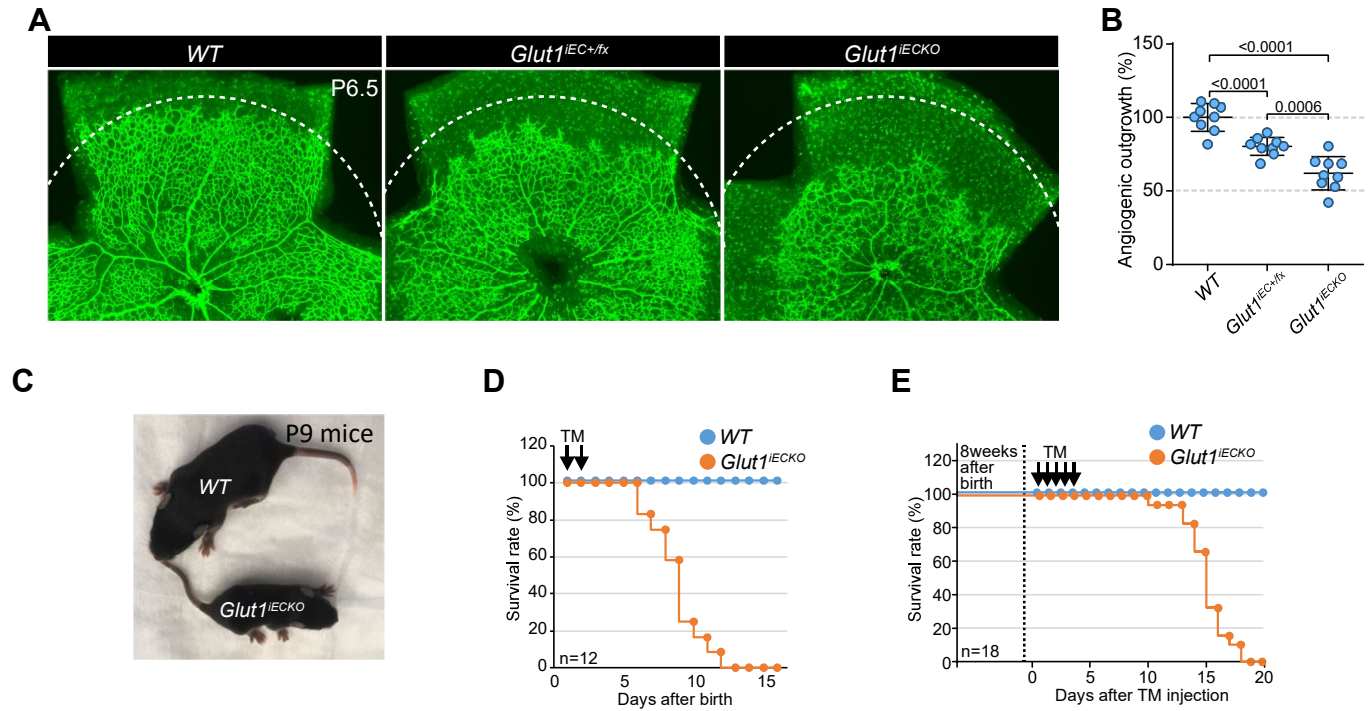 A
WT
Glut1iEC+/fx
Glut1iECKO
P6.5
B
150
100
50
0
Angiogenic outgrowth (%)
<0.0001
<0.0001
0.0006
WT
Glut1iEC+/fx
Glut1iECKO
C
P9 mice
WT
Glut1iECKO
D
WT
Glut1iECKO
TM
120
100
80
60
40
20
0
Survival rate (%)
n=12
0
5
10
15
Days after birth
E
WT
Glut1iECKO
8weeks
after
birth
TM
120
100
80
60
40
20
0
Survival rate (%)
n=18
0
5
10
15
20
Days after TM injection